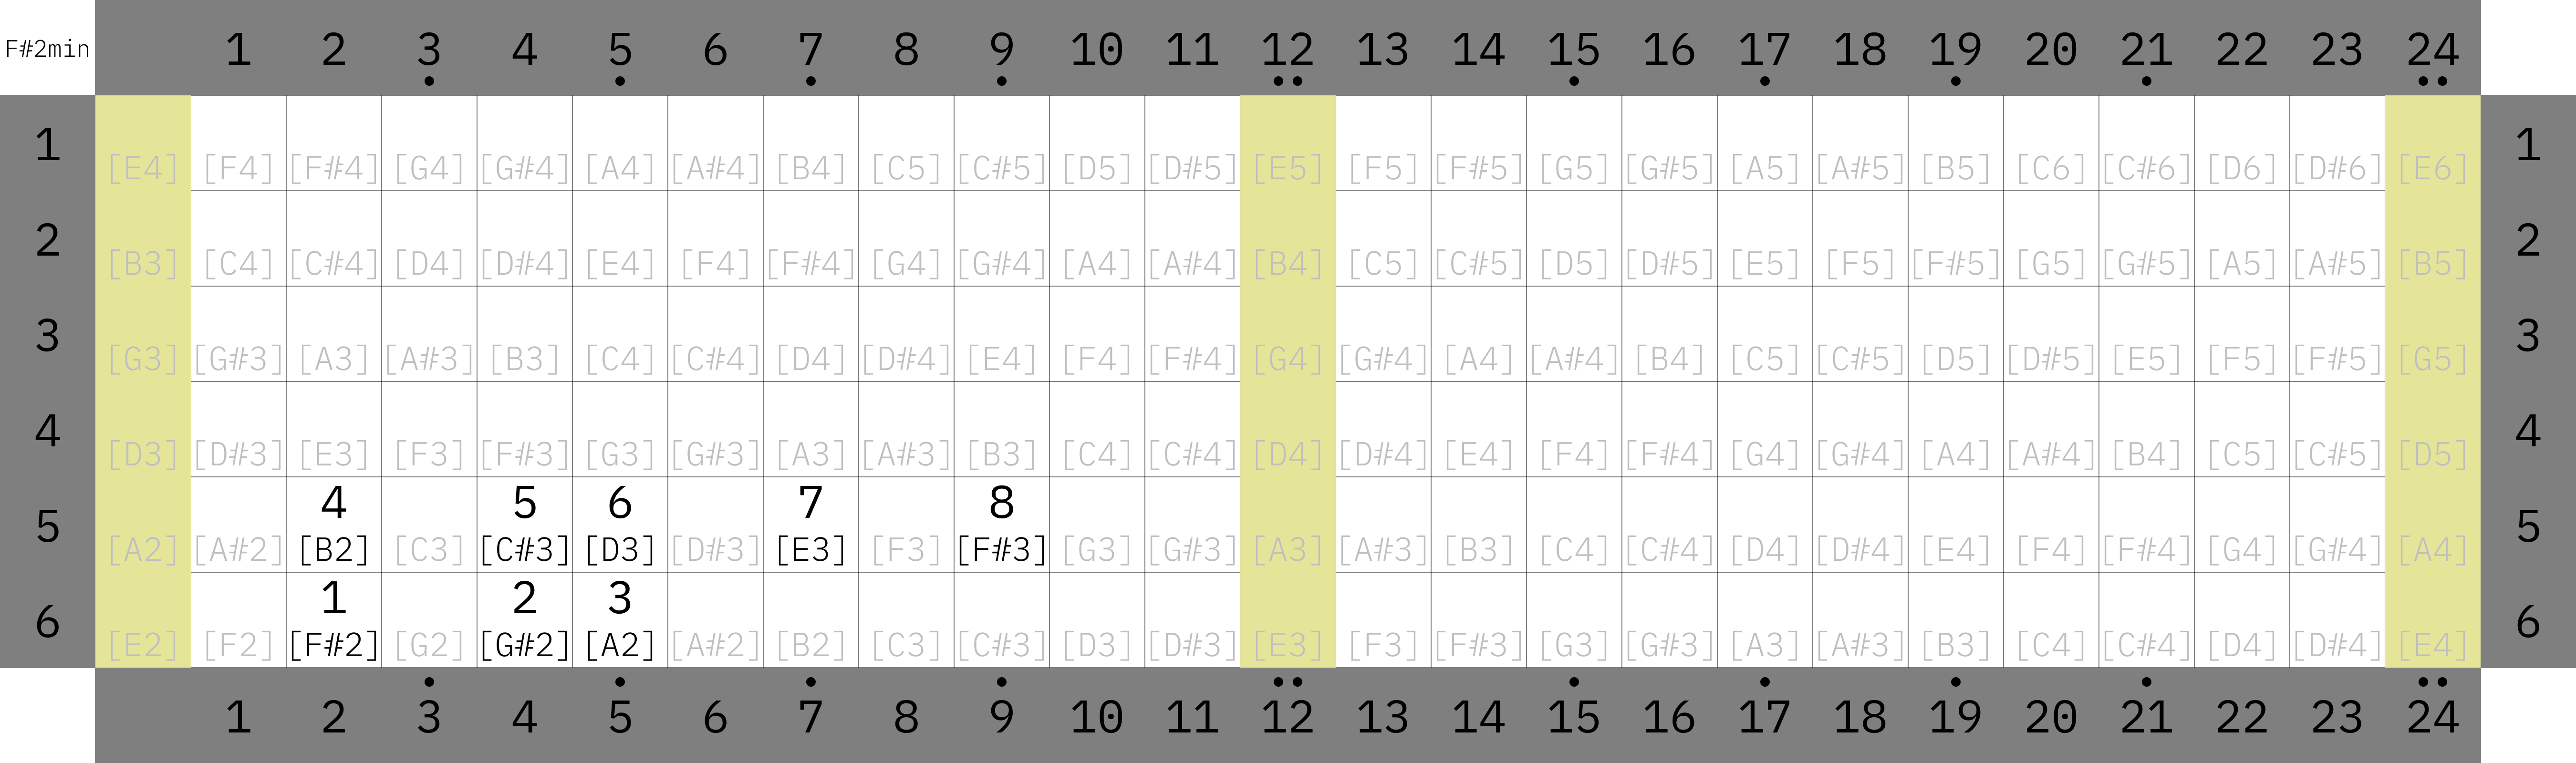 F#2min 1 2 3 4 5 6 7 8 9 10 11 12 13 14 15 16 17 18 19 20 21 22 23 24
1 [E4] [F4] [F#4] [G4] [G#4] [A4] [A#4] [B4] [C5] [C#5] [D5] [D#5] [E5] [F5] [F#5] [G5] [G#5] [A5] [A#5] [B5] [C6] [C#6] [D6] [D#6] [E6] 1
2 [B3] [C4] [C#4] [D4] [D#4] [E4] [F4] [F#4] [G4] [G#4] [A4] [A#4] [B4] [C5] [C#5] [D5] [D#5] [E5] [F5] [F#5] [G5] [G#5] [A5] [A#5] [B5] 2
3 [G3] [G#3] [A3] [A#3] [B3] [C4] [C#4] [D4] [D#4] [E4] [F4] [F#4] [G4] [G#4] [A4] [A#4] [B4] [C5] [C#5] [D5] [D#5] [E5] [F5] [F#5] [G5] 3
4 [D3] [D#3] [E3] [F3] [F#3] [G3] [G#3] [A3] [A#3] [B3] [C4] [C#4] [D4] [D#4] [E4] [F4] [F#4] [G4] [G#4] [A4] [A#4] [B4] [C5] [C#5] [D5] 4
4 5 6 7 8
5 [A2] [A#2] [B2] [C3] [C#3] [D3] [D#3] [E3] [F3] [F#3] [G3] [G#3] [A3] [A#3] [B3] [C4] [C#4] [D4] [D#4] [E4] [F4] [F#4] [G4] [G#4] [A4] 5
1 2 3
6 [E2] [F2] [F#2] [G2] [G#2] [A2] [A#2] [B2] [C3] [C#3] [D3] [D#3] [E3] [F3] [F#3] [G3] [G#3] [A3] [A#3] [B3] [C4] [C#4] [D4] [D#4] [E4] 6
1 2 3 4 5 6 7 8 9 10 11 12 13 14 15 16 17 18 19 20 21 22 23 24